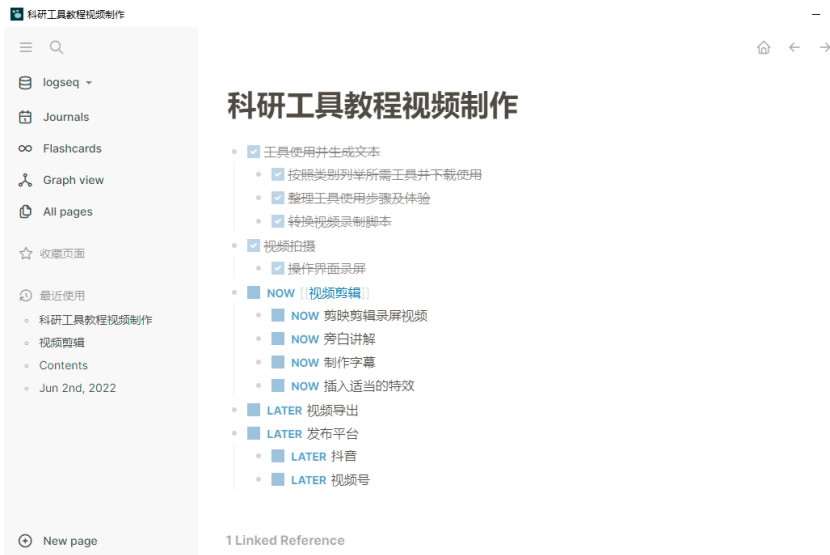 科研工具教程视频制作
logseq
Journals
Flashcards
Graph view
All pages
收藏页面
最近使用
科研工具教程视频制作
视频剪辑
Contents
Jun 2nd, 2022
New page
科研工具教程视频制作
工具使用并生成文本
按照类别列举所需工具并下载使用
整理工具使用步骤及体验
转换视频录制脚本
视频拍摄
操作界面录屏
NOW [[视频剪辑]]
NOW 剪映剪辑录屏视频
NOW 旁白讲解
NOW 制作字幕
NOW 插入适当的特效
LATER 视频导出
LATER 发布平台
LATER 抖音
LATER 视频号
1 Linked Reference